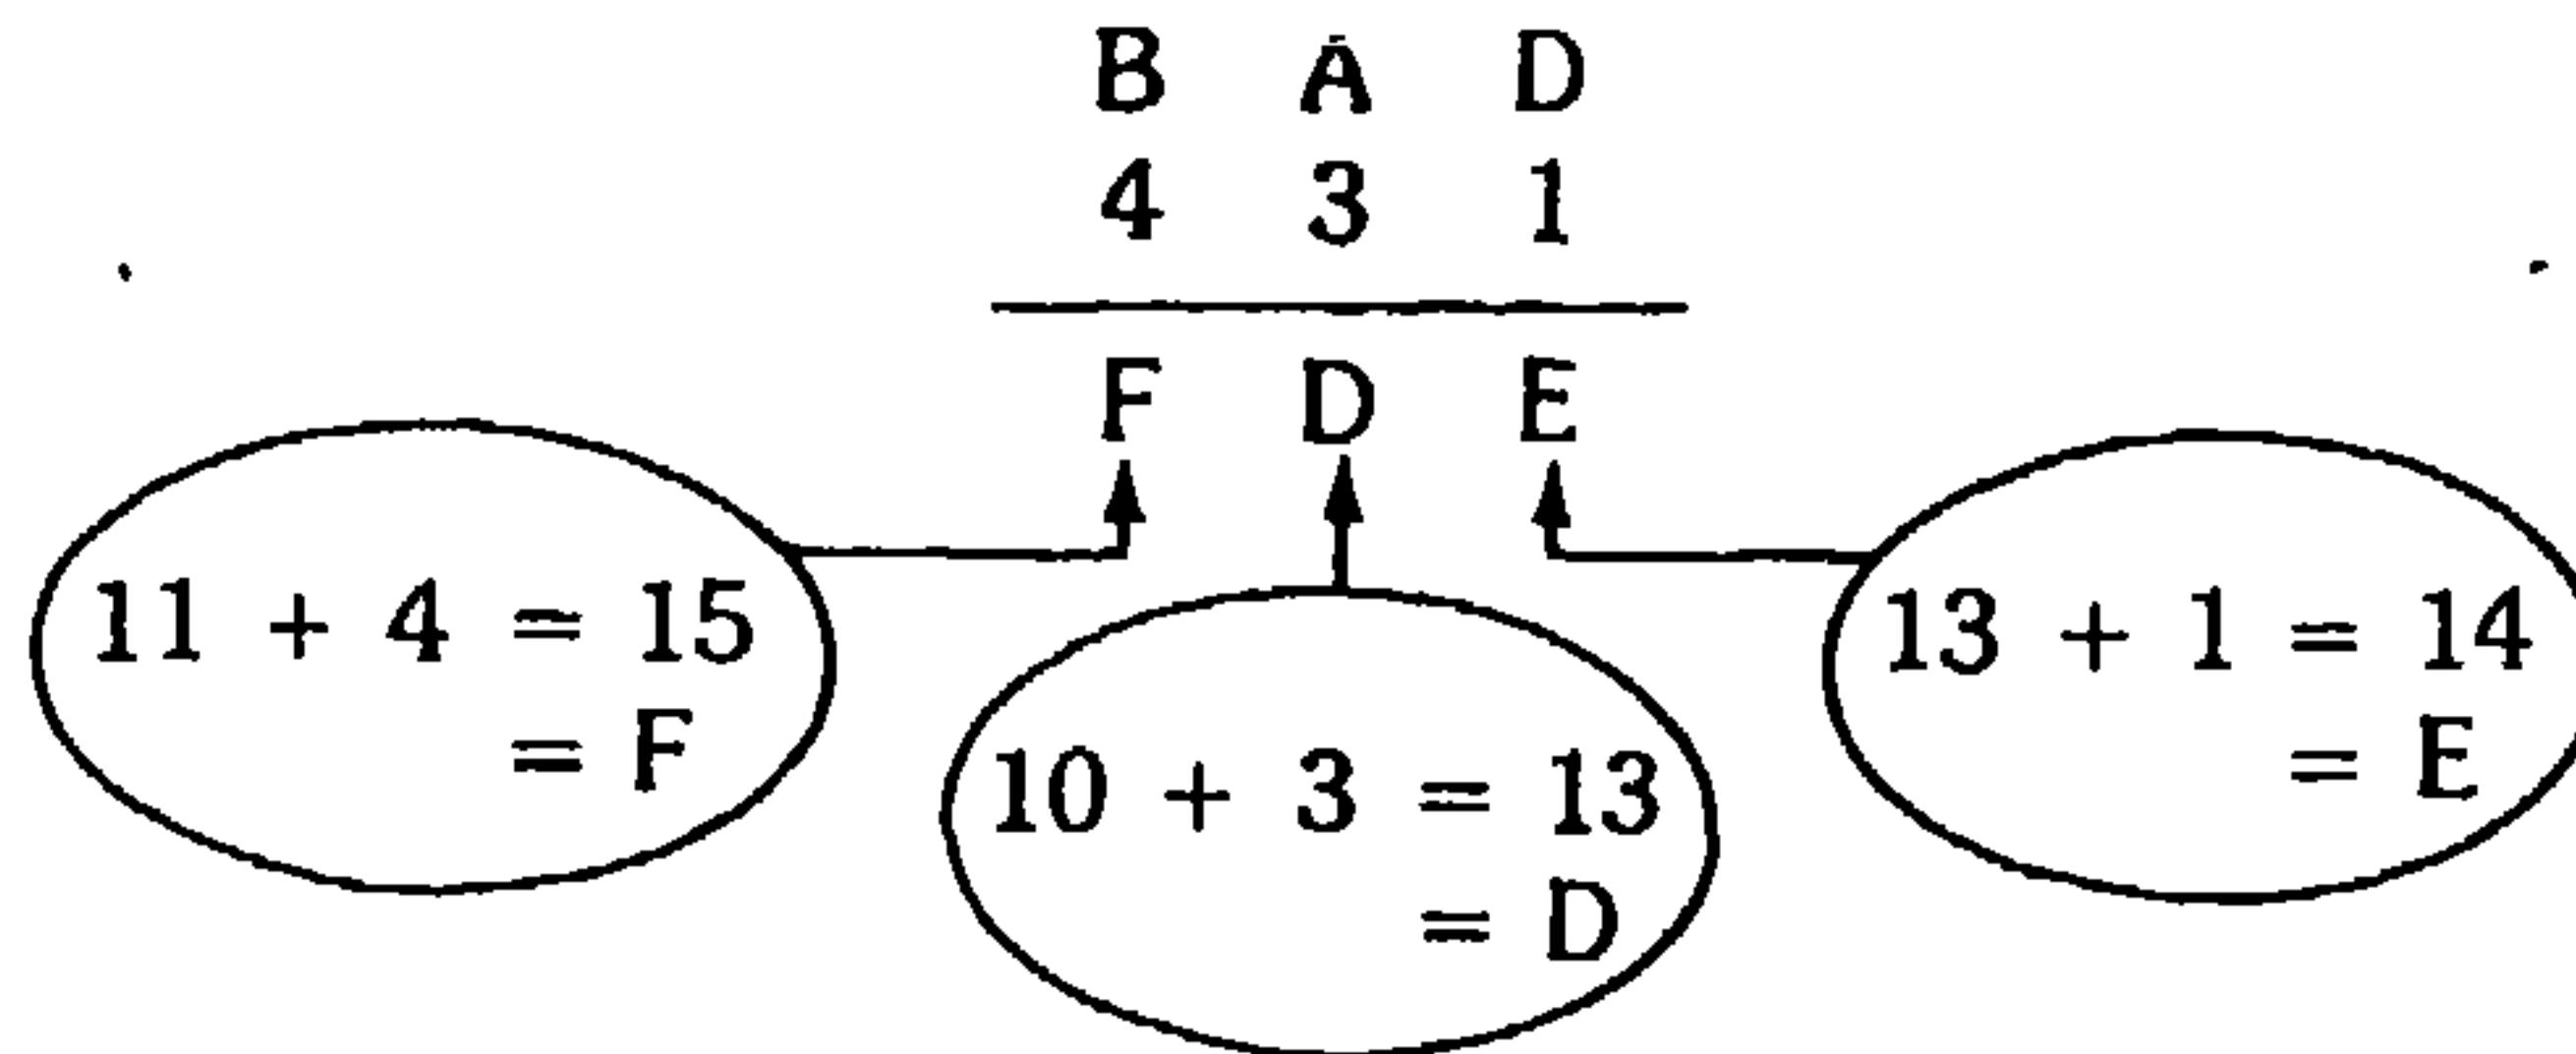 B A D
4 3 1
F D E
11 + 4 = 15
= F
10 + 3 = 13
= D
13 + 1 = 14
= E